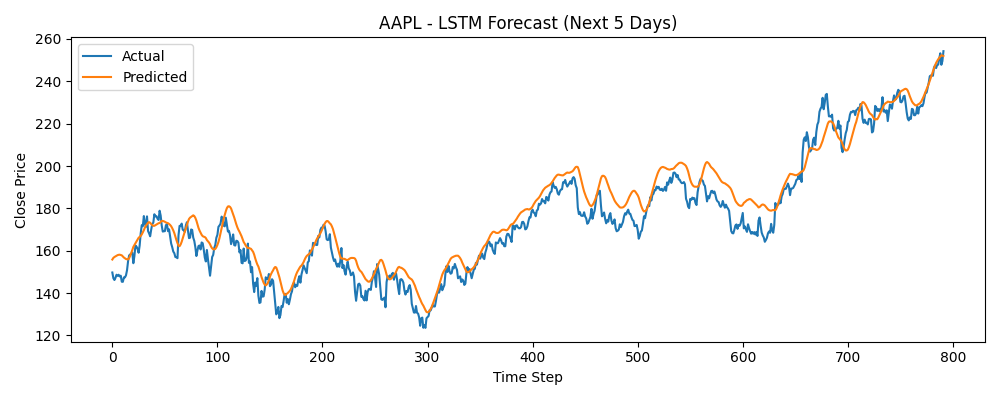 AAPL - LSTM Forecast (Next 5 Days)
Actual
Predicted
Close Price
260
240
220
200
180
160
140
120
0 100 200 300 400 500 600 700 800
Time Step